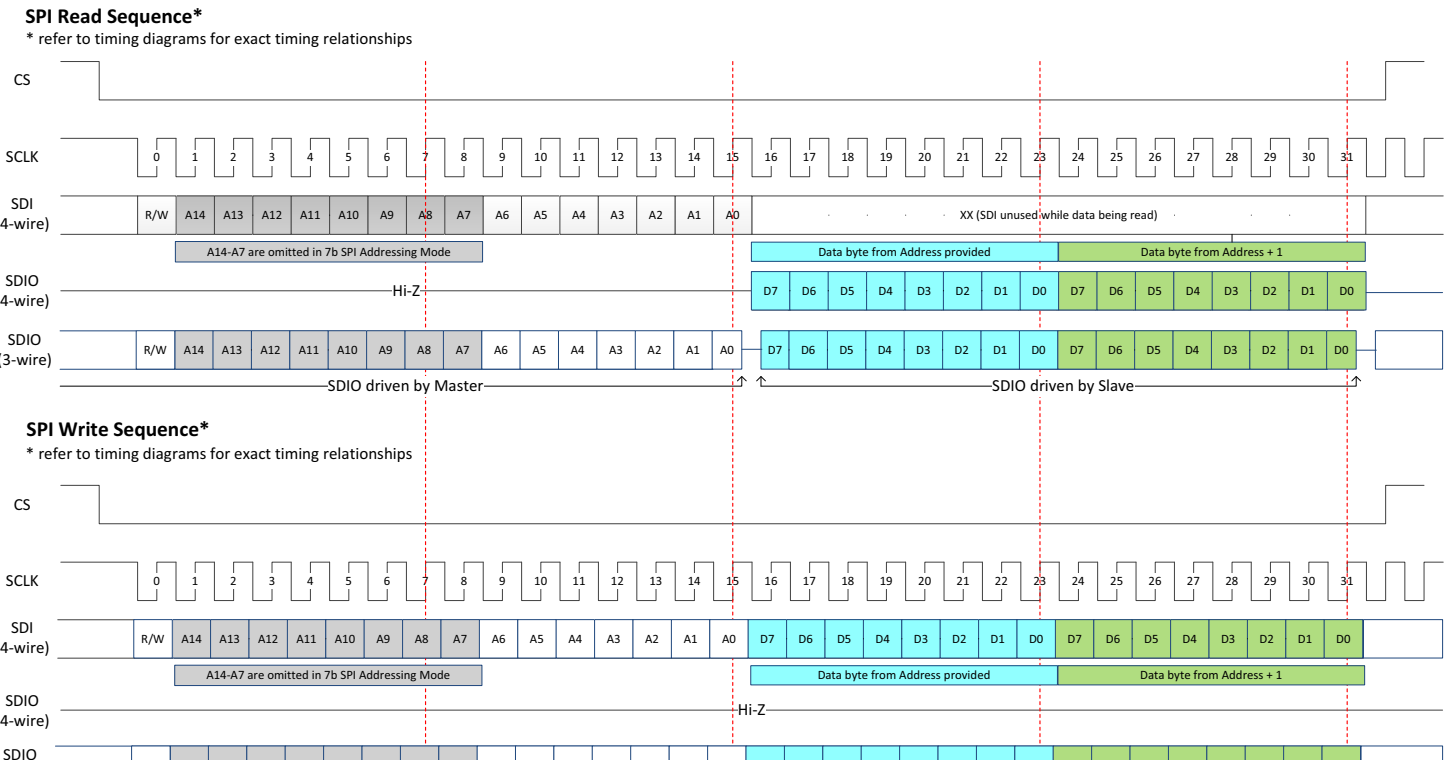 SPI Read Sequence*
* refer to timing diagrams for exact timing relationships
CS
SCLK 0 1 2 3 4 5 6 7 8 9 10 11 12 13 14 15 16 17 18 19 20 21 22 23 24 25 26 27 28 29 30 31
SDI
4-wire) R/W A14 A13 A12 A11 A10 A9 A8 A7 A6 A5 A4 A3 A2 A1 A0 XX (SDI unused while data being read)
A14-A7 are omitted in 7b SPI Addressing Mode Data byte from Address provided Data byte from Address + 1
SDIO
4-wire) Hi-Z D7 D6 D5 D4 D3 D2 D1 D0 D7 D6 D5 D4 D3 D2 D1 D0
SDIO
(3-wire) R/W A14 A13 A12 A11 A10 A9 A8 A7 A6 A5 A4 A3 A2 A1 A0 D7 D6 D5 D4 D3 D2 D1 D0 D7 D6 D5 D4 D3 D2 D1 D0
SDIO driven by Master SDIO driven by Slave
SPI Write Sequence*
* refer to timing diagrams for exact timing relationships
CS
SCLK 0 1 2 3 4 5 6 7 8 9 10 11 12 13 14 15 16 17 18 19 20 21 22 23 24 25 26 27 28 29 30 31
SDI
4-wire) R/W A14 A13 A12 A11 A10 A9 A8 A7 A6 A5 A4 A3 A2 A1 A0 D7 D6 D5 D4 D3 D2 D1 D0 D7 D6 D5 D4 D3 D2 D1 D0
A14-A7 are omitted in 7b SPI Addressing Mode Data byte from Address provided Data byte from Address + 1
SDIO
4-wire) Hi-Z
SDIO